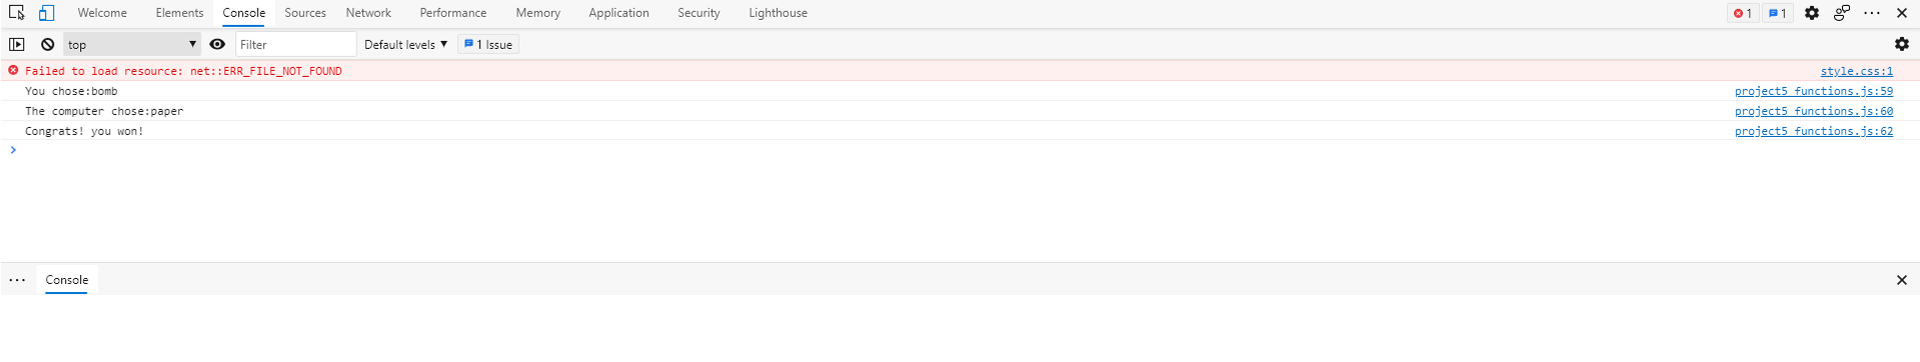 Welcome Elements Console Sources Network Performance Memory Application Security Lighthouse 1 1
top Filter Default levels 1 Issue
Failed to load resource: net::ERR_FILE_NOT_FOUND style.css:1
You chose:bomb project5 functions.js:59
The computer chose:paper project5 functions.js:60
Congrats! you won! project5 functions.js:62
Console